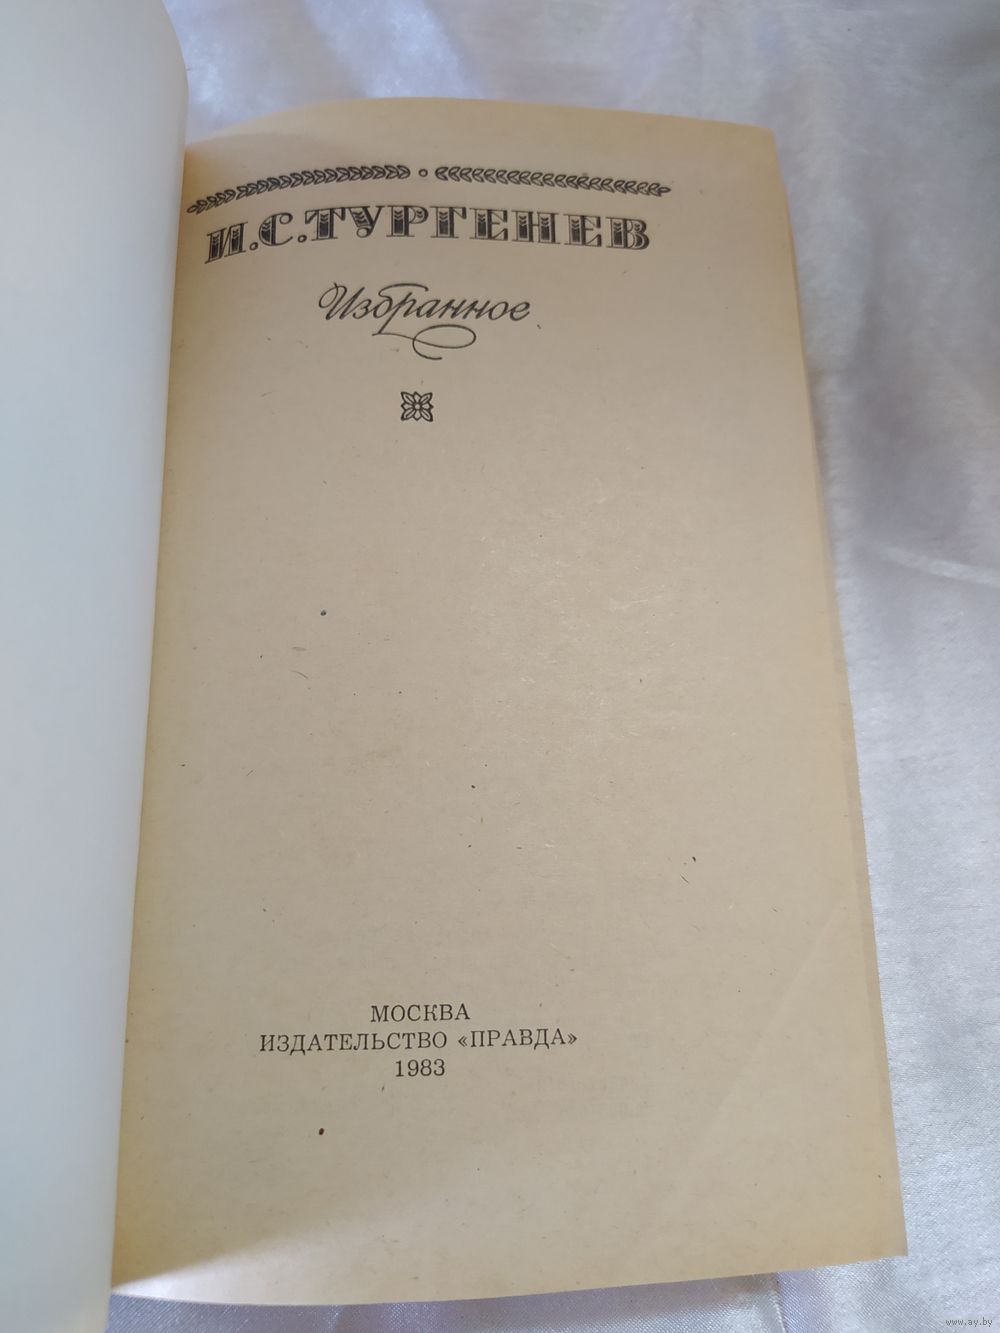 И.С.ТУРГЕНЕВ
Избранное
МОСКВА
ИЗДАТЕЛЬСТВО «ПРАВДА»
1983
www.ay.by